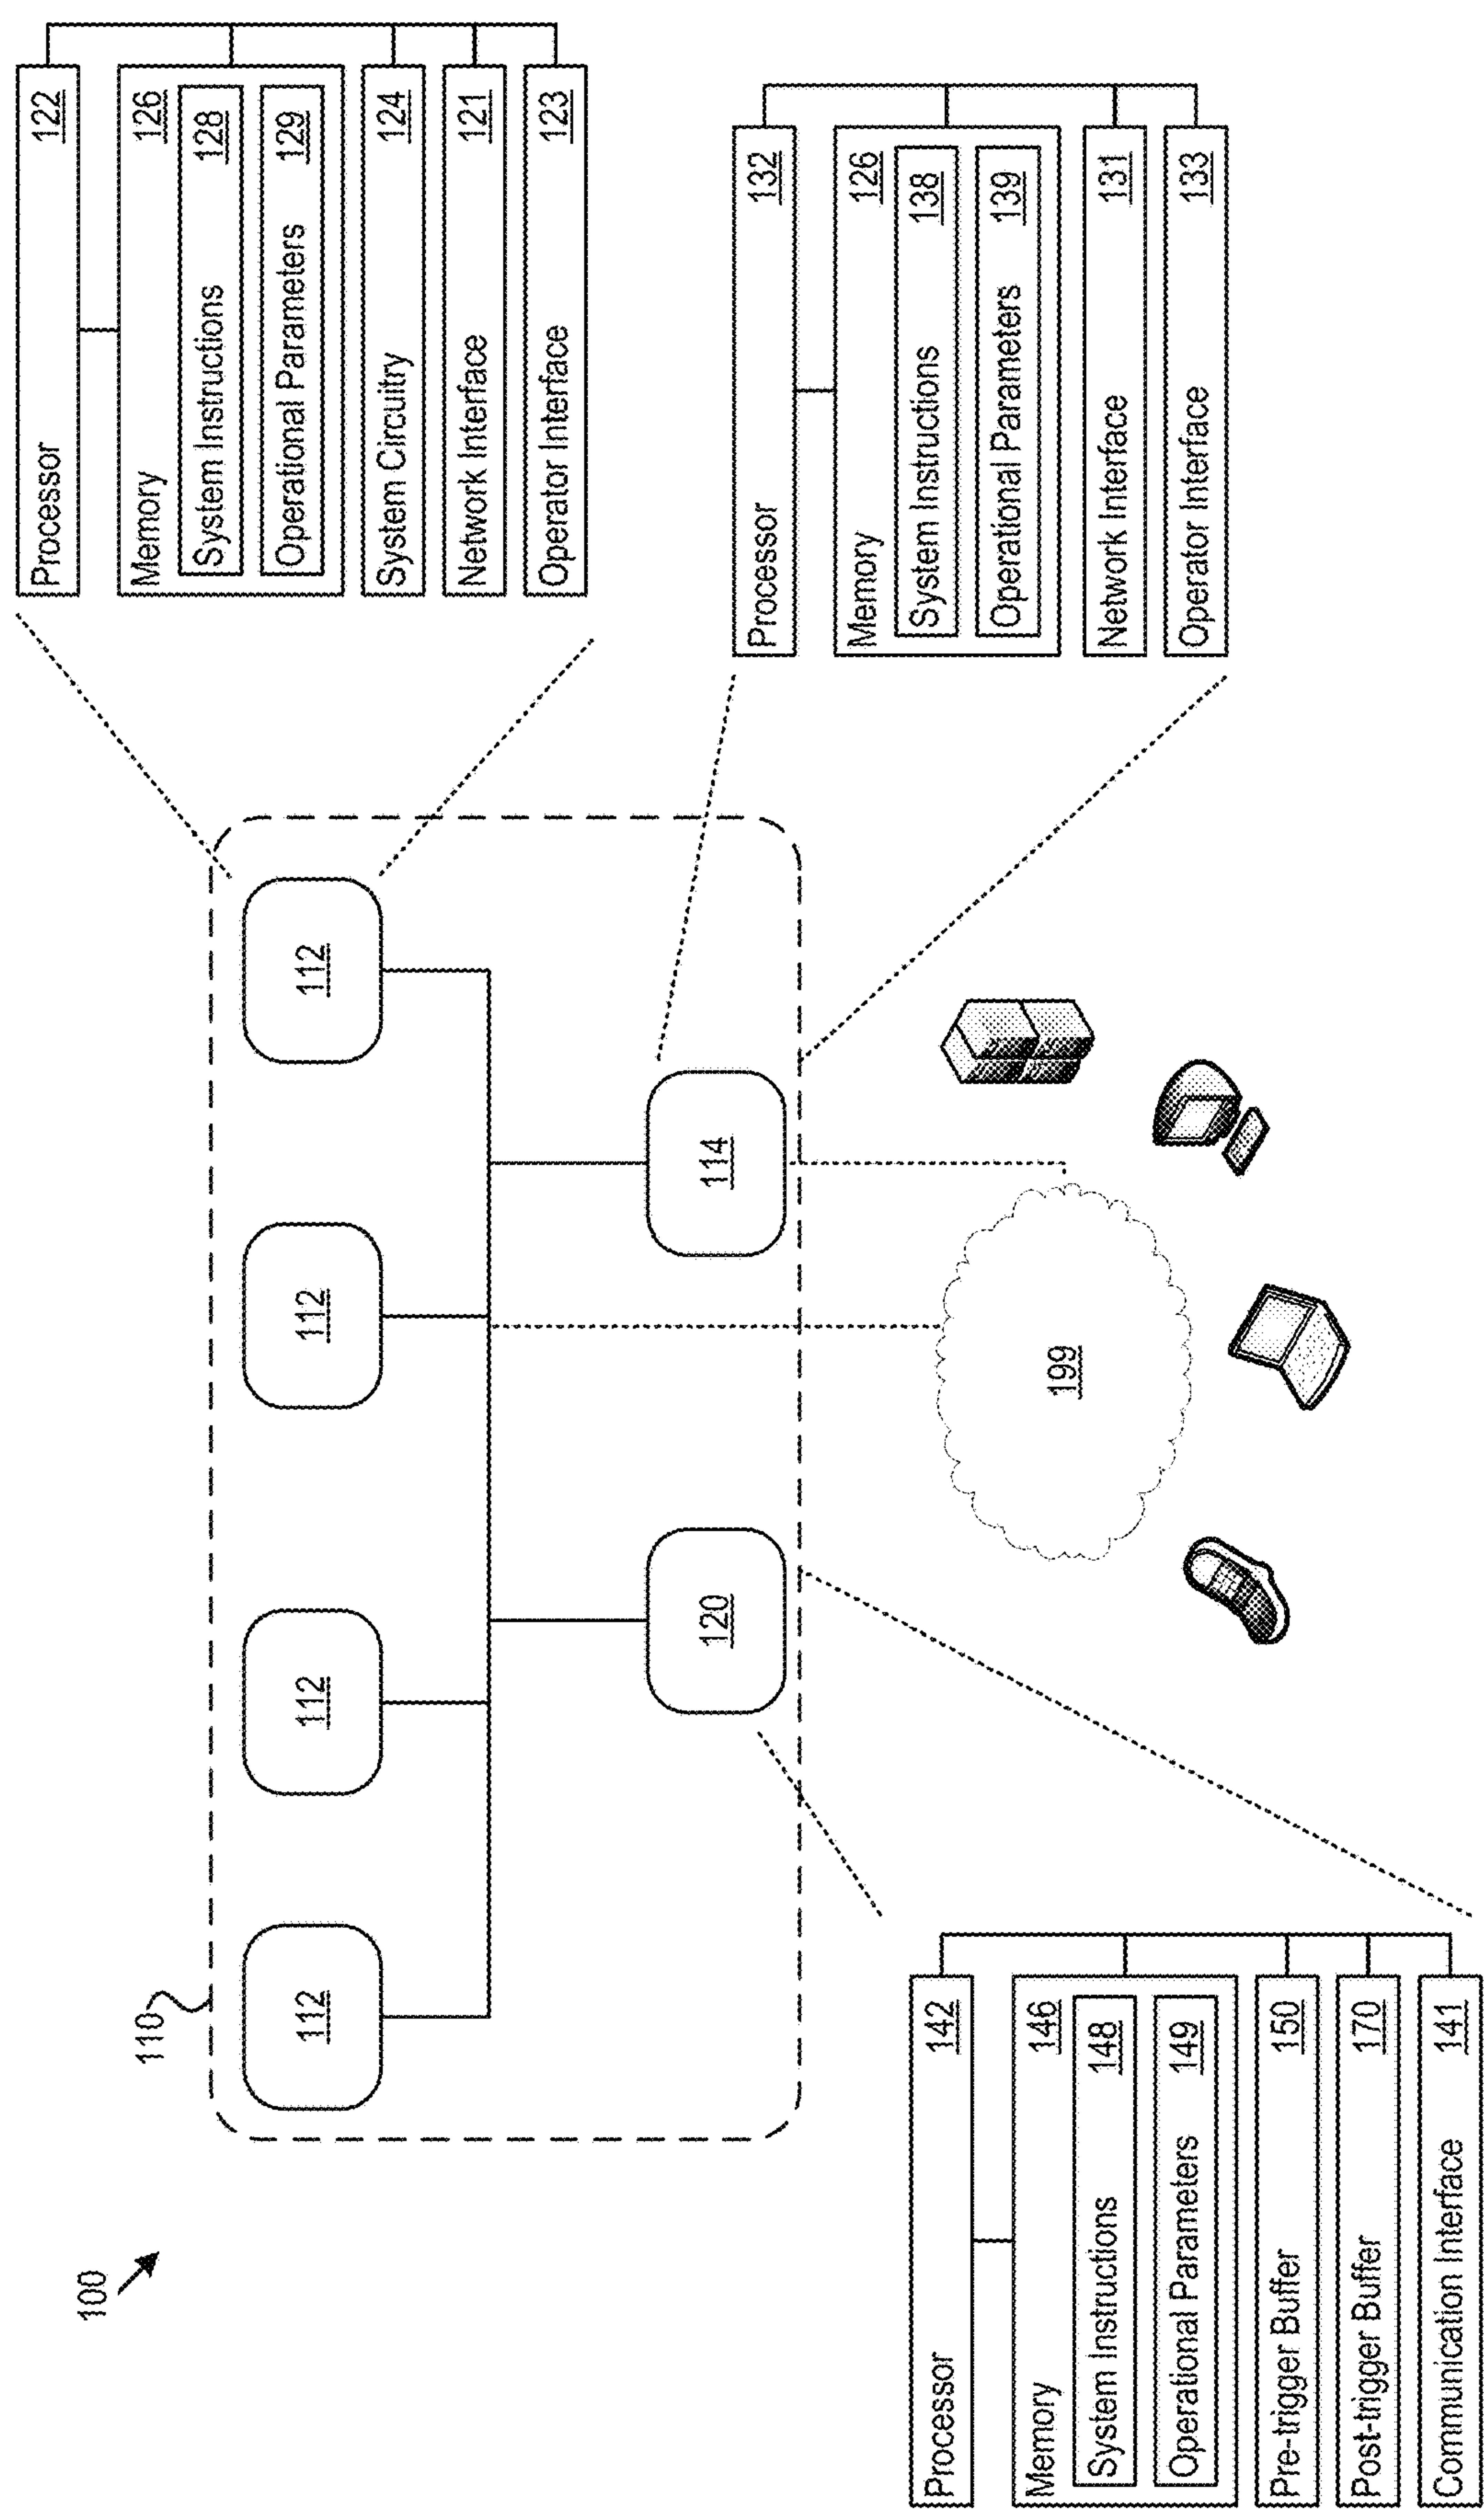 100
110
112
112
112
112
120
114
199
Processor 122
Memory 126
System Instructions 128
Operational Parameters 129
System Circuitry 124
Network Interface 121
Operator Interface 123
Processor 132
Memory 126
System Instructions 138
Operational Parameters 139
Network Interface 131
Operator Interface 133
Processor 142
Memory 146
System Instructions 148
Operational Parameters 149
Pre-trigger Buffer 150
Post-trigger Buffer 170
Communication Interface 141